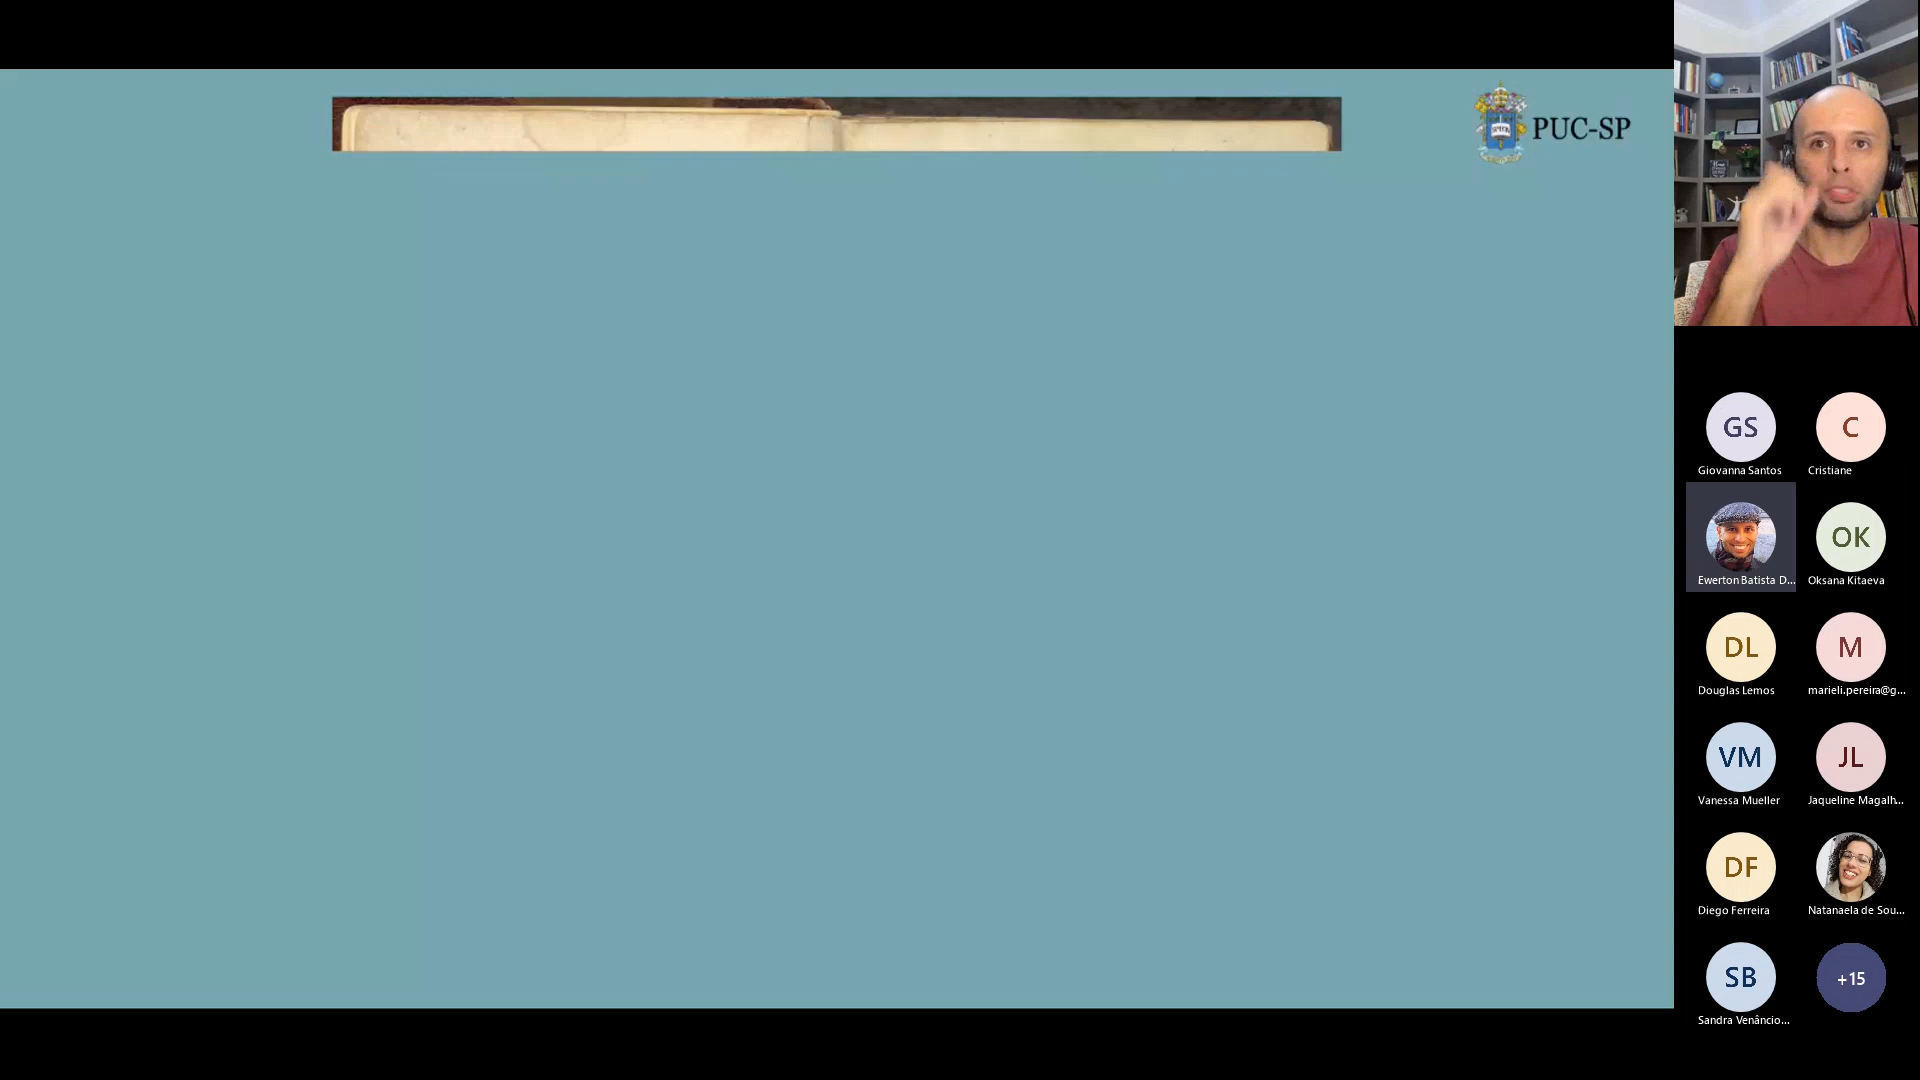 PUC-SP
GS
Giovanna Santos
C
Cristiane
Ewerton Batista D...
OK
Oksana Kitaeva
DL
Douglas Lemos
M
marieli.pereira@g...
VM
Vanessa Mueller
JL
Jaqueline Magalh...
DF
Diego Ferreira
Natanaela de Sou...
SB
Sandra Venâncio...
+15